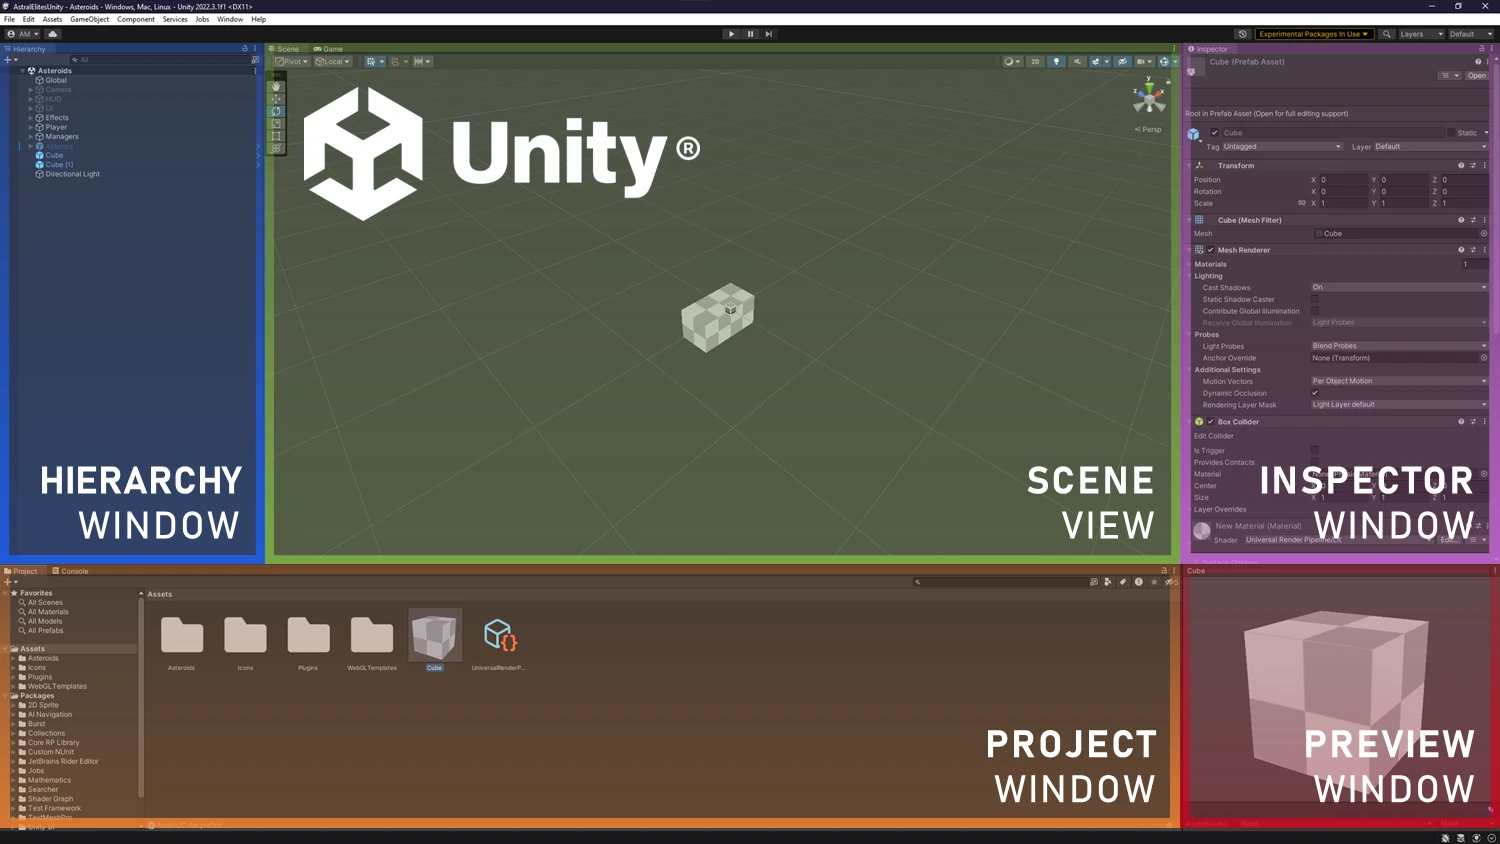 AstralElitesUnity - Asteroids - Windows, Mac, Linux - Unity 2022.3.1f1 <DX11>
File Edit Assets GameObject Component Services Jobs Window Help
AM
Experimental Packages In Use
Layers
Default
Hierarchy
All
Asteroids
Global
Camera
HUD
UI
Effects
Player
Managers
Asteroid
Cube
Cube (1)
Directional Light
HIERARCHY
WINDOW
Scene Game
Pivot Local
2D
y
x
z
Persp
Unity®
SCENE
VIEW
Inspector
Cube (Prefab Asset)
Open
Root in Prefab Asset (Open for full editing support)
Cube Static
Tag Untagged Layer Default
Transform
Position X 0 Y 0 Z 0
Rotation X 0 Y 0 Z 0
Scale X 1 Y 1 Z 1
Cube (Mesh Filter)
Mesh Cube
Mesh Renderer
Materials 1
Lighting
Cast Shadows On
Static Shadow Caster
Contribute Global Illumination
Receive Global Illumination Light Probes
Probes
Light Probes Blend Probes
Anchor Override None (Transform)
Additional Settings
Motion Vectors Per Object Motion
Dynamic Occlusion
Rendering Layer Mask Light Layer default
Box Collider
Edit Collider
Is Trigger
Provides Contacts
Material
Center
Size X 1 Y 1 Z 1
Layer Overrides
New Material (Material)
Shader Universal Render Pipeline/Lit Edit...
INSPECTOR
WINDOW
Project Console
Favorites
All Scenes
All Materials
All Models
All Prefabs
Assets
Asteroids
Icons
Plugins
WebGLTemplates
Packages
2D Sprite
AI Navigation
Burst
Collections
Core RP Library
Custom NUnit
JetBrains Rider Editor
Jobs
Mathematics
Searcher
Shader Graph
Test Framework
TextMeshPro
Unity UI
Assets
Asteroids
Icons
Plugins
WebGLTemplates
Cube
UniversalRenderP...
Assets/Cube.prefab
PROJECT
WINDOW
Cube
PREVIEW
WINDOW